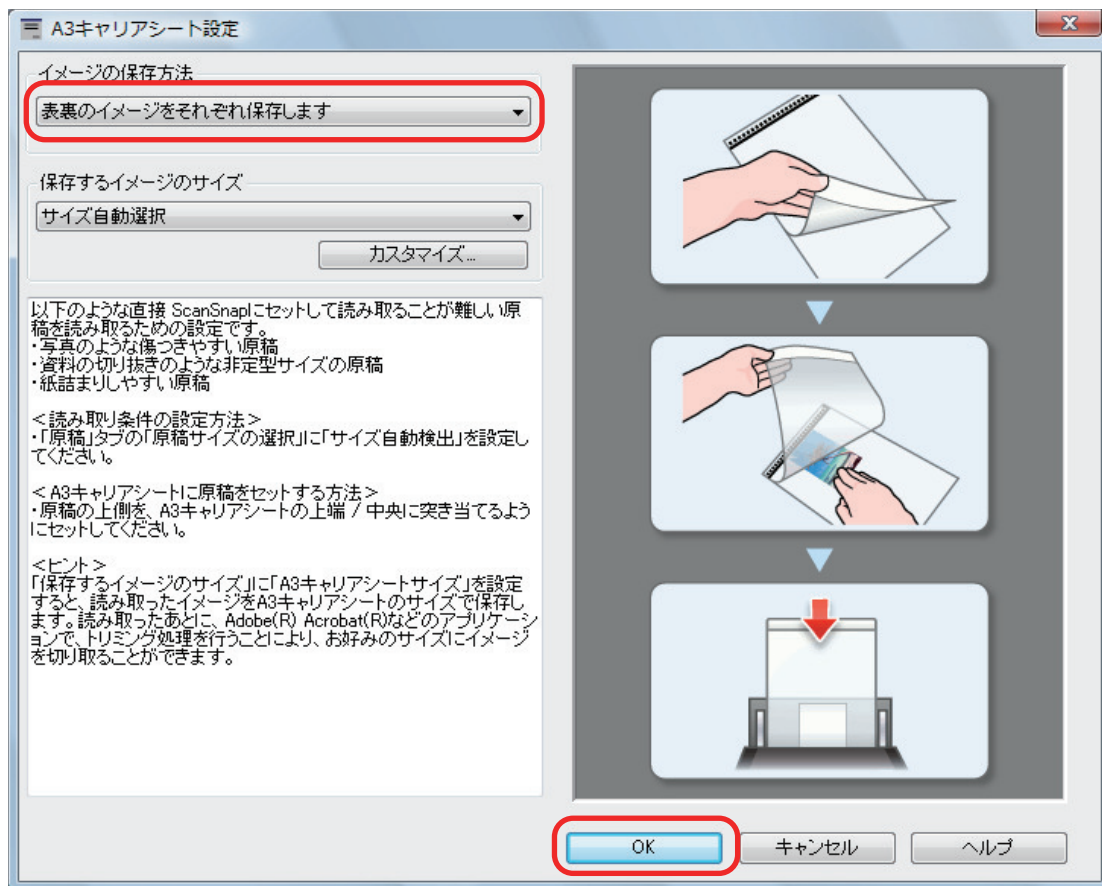 A3キャリアシート設定
イメージの保存方法
表裏のイメージをそれぞれ保存します
保存するイメージのサイズ
サイズ自動選択
カスタマイズ...
以下のような直接 ScanSnapにセットして読み取ることが難しい原
稿を読み取るための設定です。
・写真のような傷つきやすい原稿
・資料の切り抜きのような非定型サイズの原稿
・紙詰まりしやすい原稿
<読み取り条件の設定方法>
・「原稿」タブの「原稿サイズの選択」に「サイズ自動検出」を設定し
てください。
<A3キャリアシートに原稿をセットする方法>
・原稿の上側を、A3キャリアシートの上端 / 中央に突き当てるよう
にセットしてください。
<ヒント>
「保存するイメージのサイズ」に「A3キャリアシートサイズ」を設定
すると、読み取ったイメージをA3キャリアシートのサイズで保存し
ます。読み取ったあとに、Adobe(R) Acrobat(R)などのアプリケーシ
ョンで、トリミング処理を行うことにより、お好みのサイズにイメージ
を切り取ることができます。
OK
キャンセル
ヘルプ